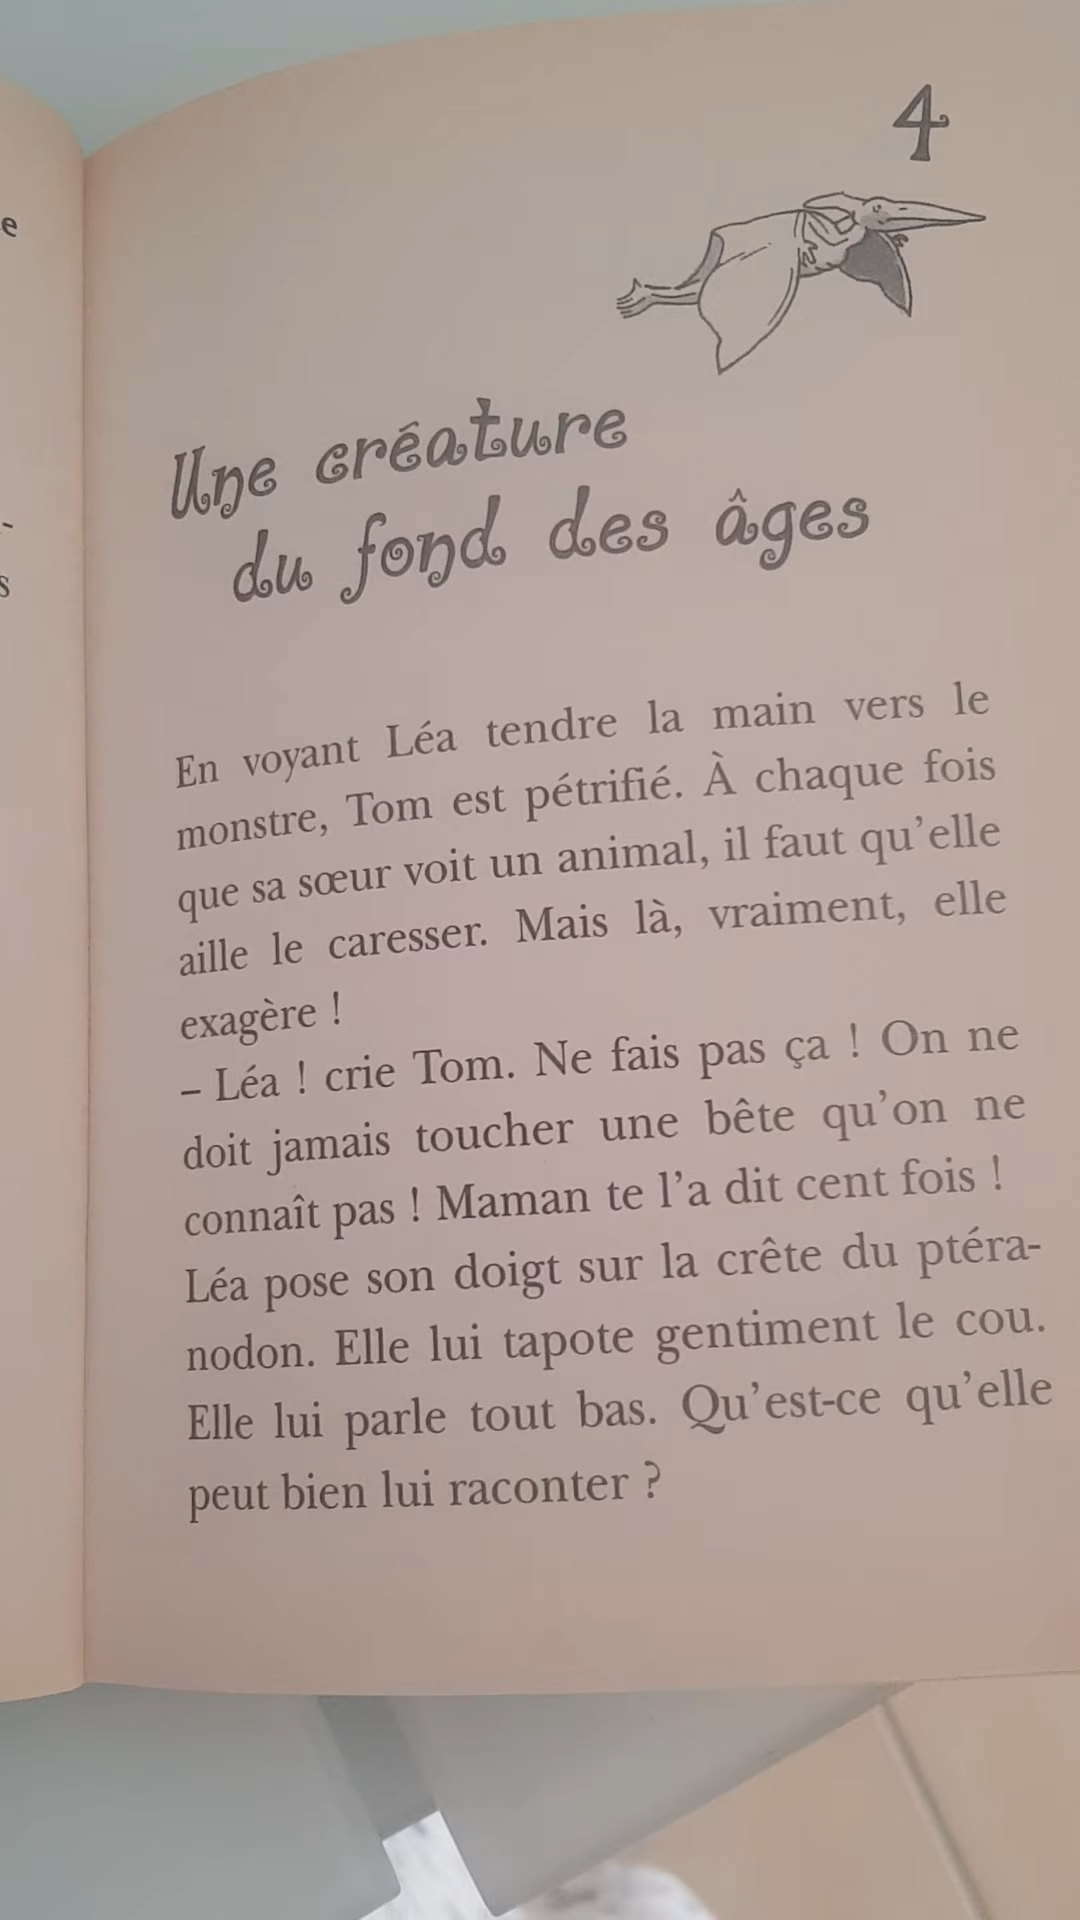 e
-
s
4
Une créature
du fond des âges
En voyant Léa tendre la main vers le
monstre, Tom est pétrifié. À chaque fois
que sa sœur voit un animal, il faut qu'elle
aille le caresser. Mais là, vraiment, elle
exagère !
– Léa ! crie Tom. Ne fais pas ça ! On ne
doit jamais toucher une bête qu'on ne
connaît pas ! Maman te l'a dit cent fois !
Léa pose son doigt sur la crête du ptéra-
nodon. Elle lui tapote gentiment le cou.
Elle lui parle tout bas. Qu'est-ce qu'elle
peut bien lui raconter ?